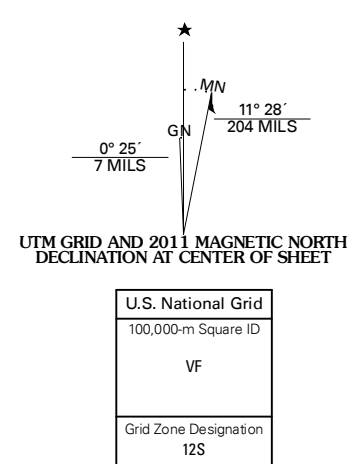 MN
11° 28´
204 MILS
GN
0° 25´
7 MILS
UTM GRID AND 2011 MAGNETIC NORTH
DECLINATION AT CENTER OF SHEET
U.S. National Grid
100,000-m Square ID
VF
Grid Zone Designation
12S